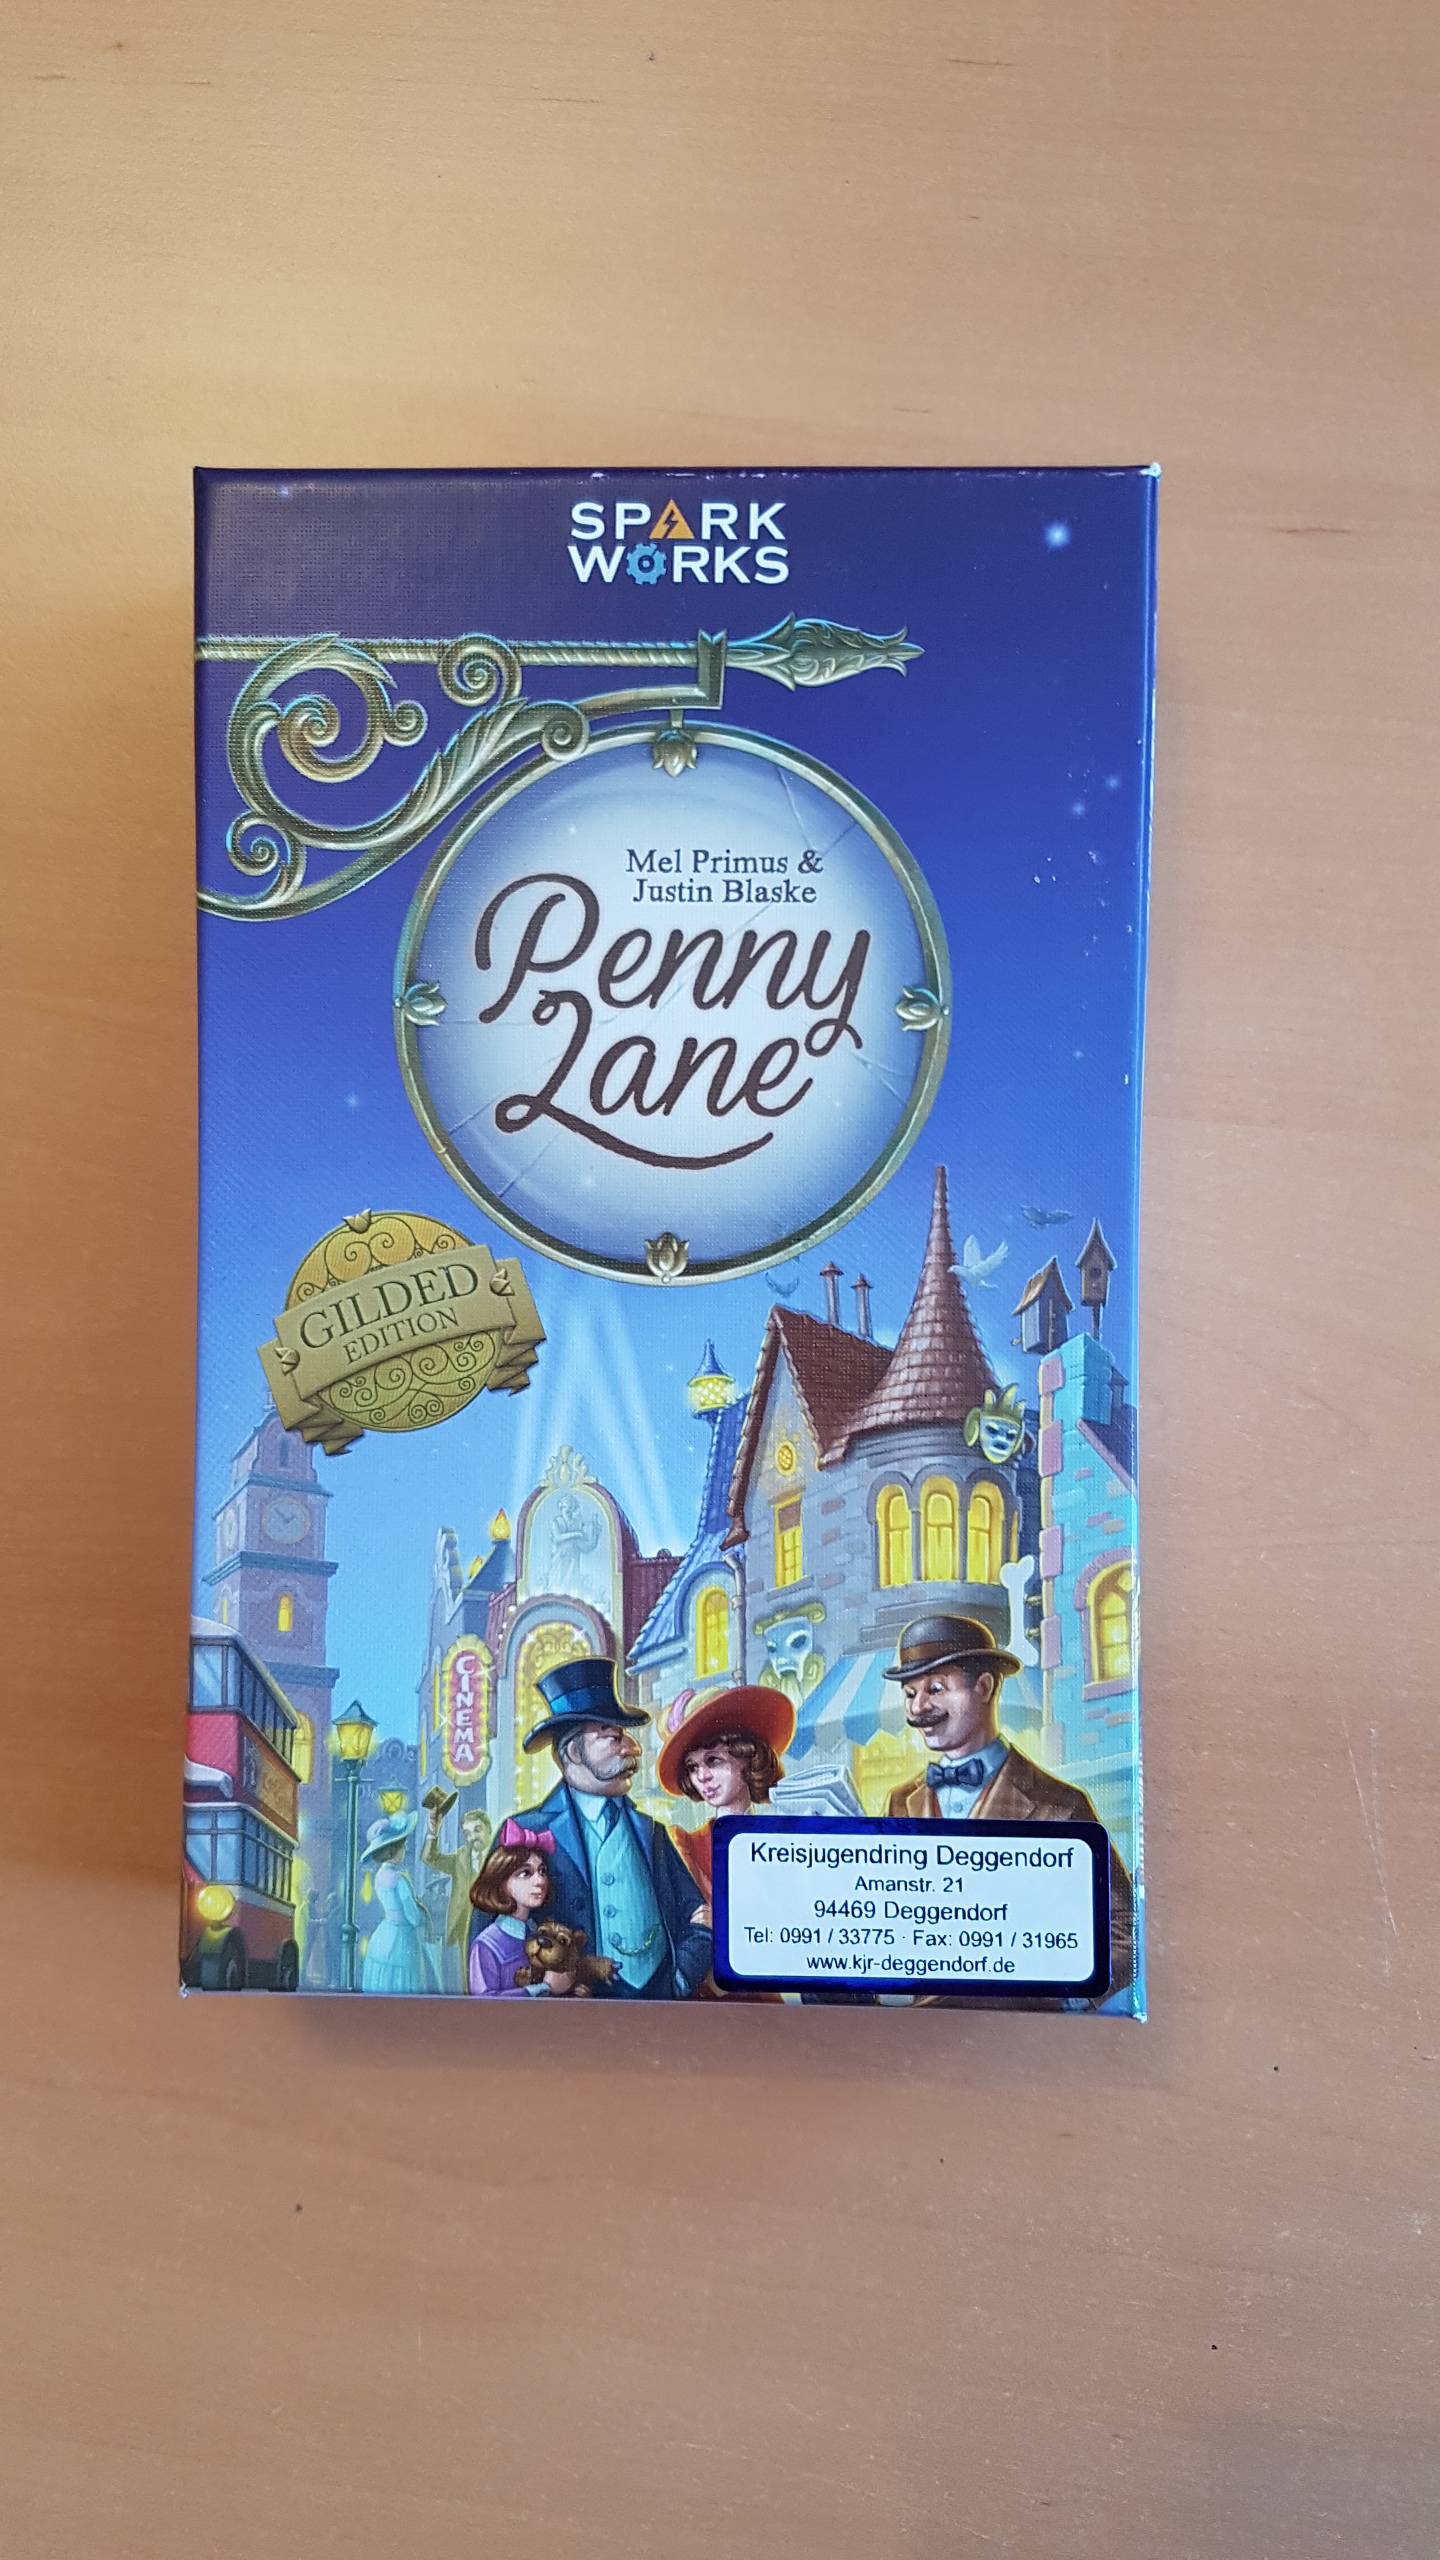 SPARK
WORKS
Mel Primus &
Justin Blaske
Penny
Lane
GILDED
EDITION
CINEMA
Kreisjugendring Deggendorf
Amanstr. 21
94469 Deggendorf
Tel: 0991 / 33775 · Fax: 0991 / 31965
www.kjr-deggendorf.de